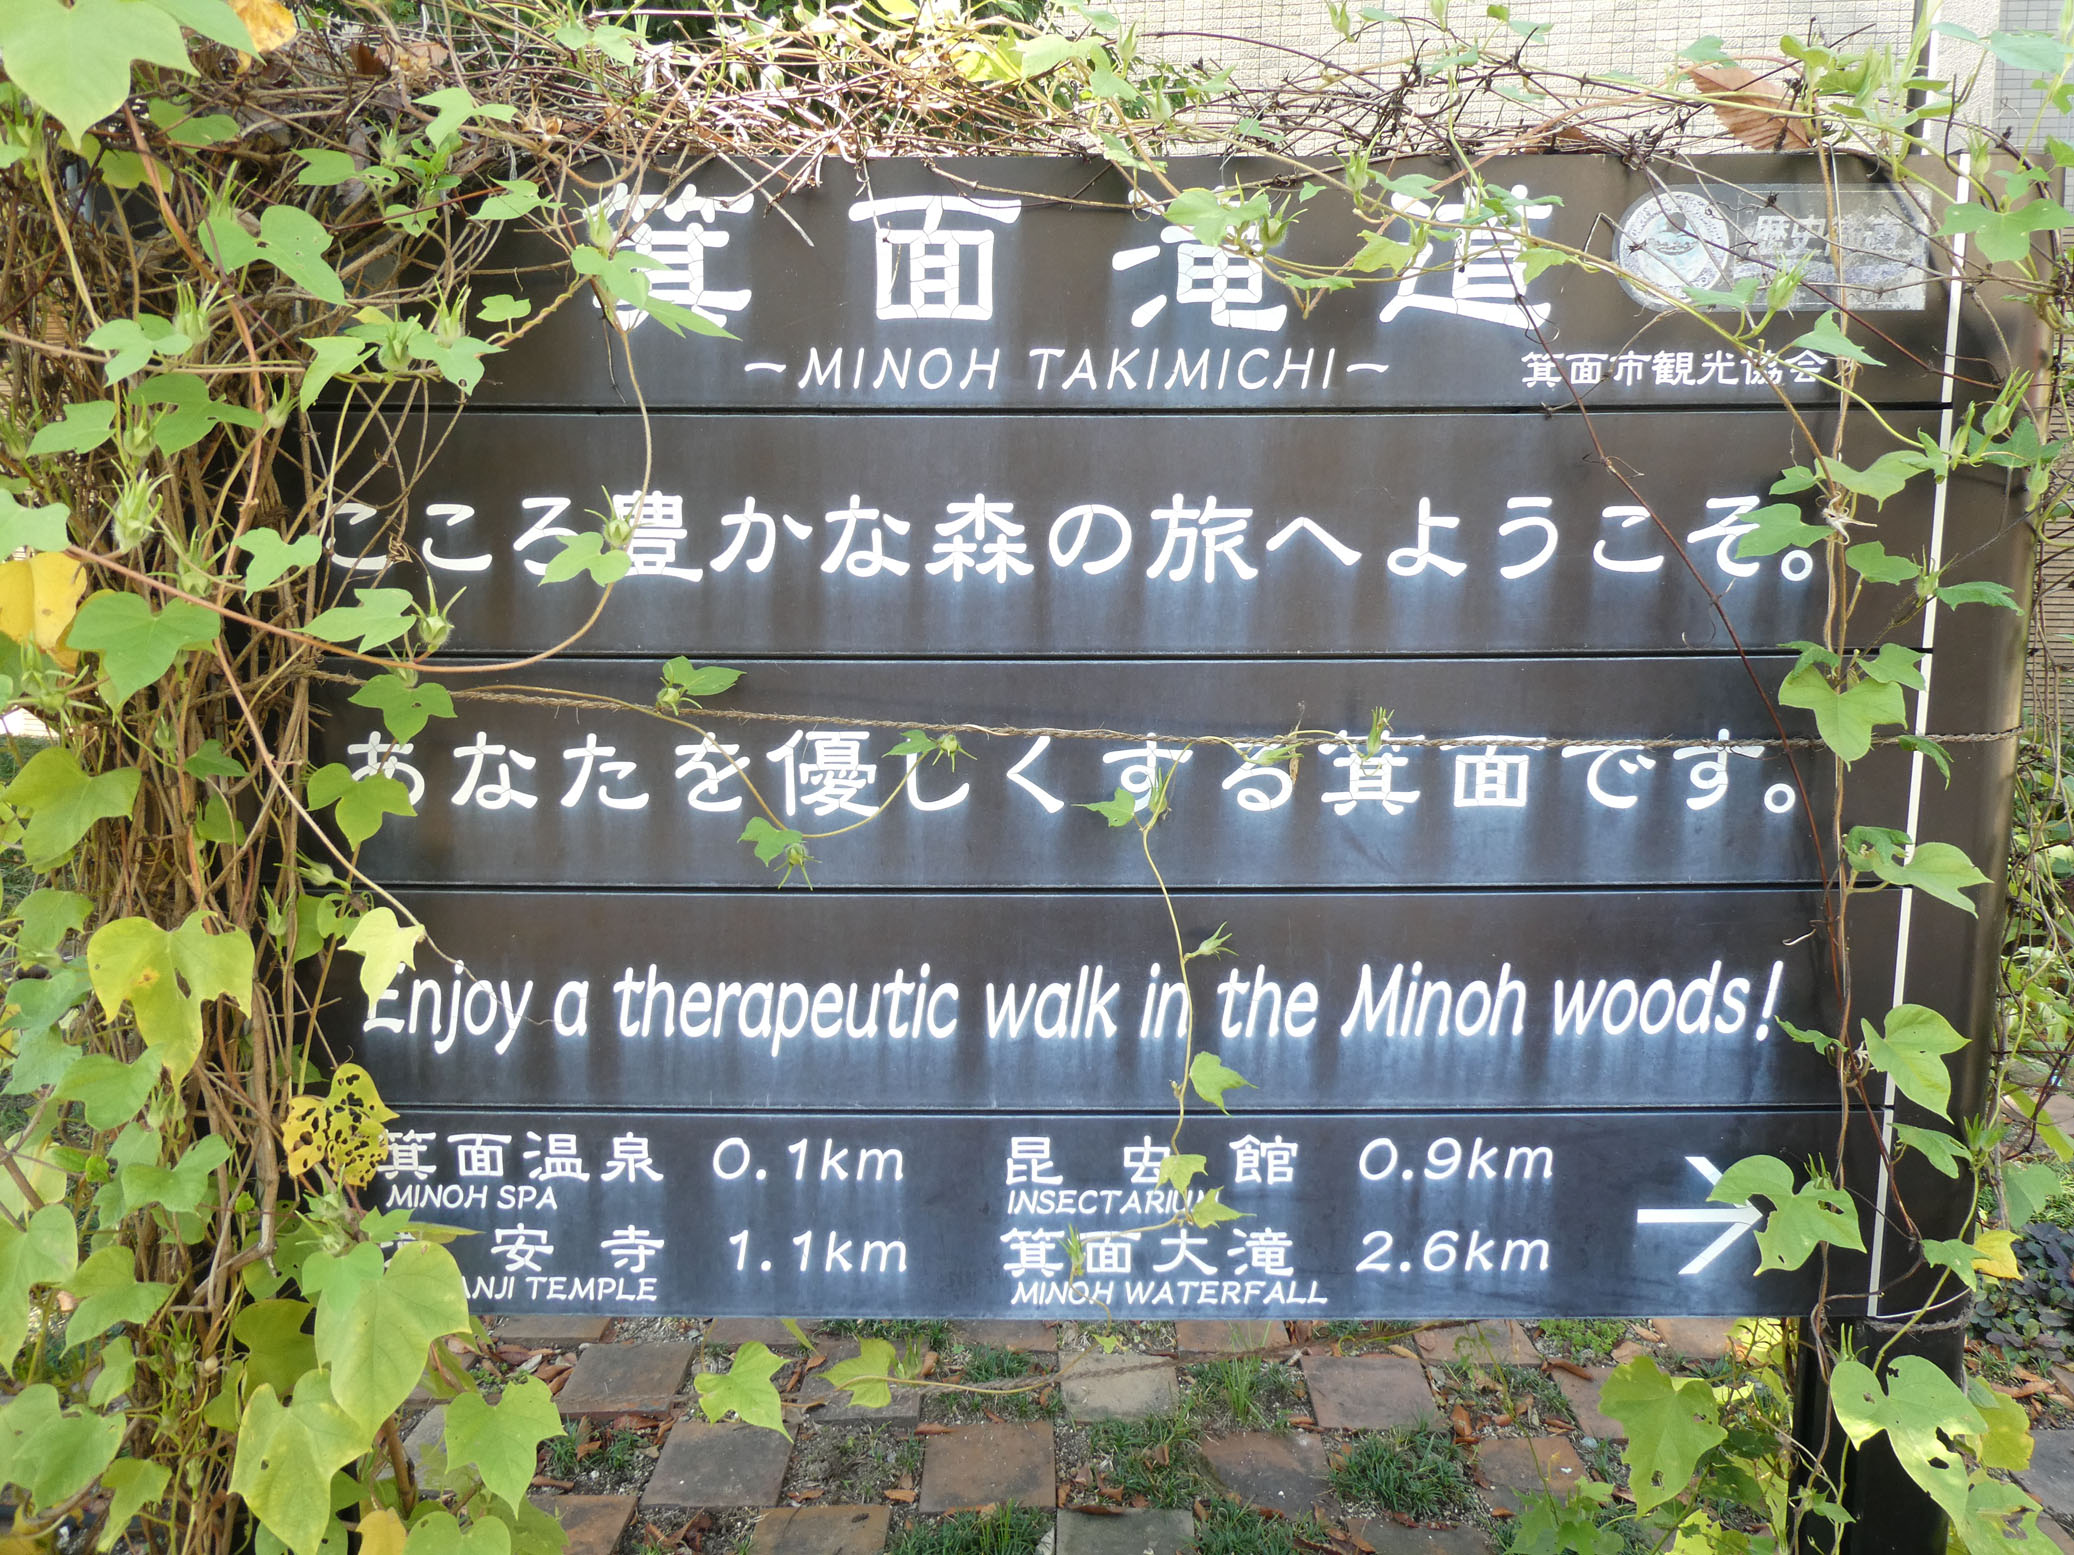 箕面滝道
~MINOH TAKIMICHI~
箕面市観光協会
こころ豊かな森の旅へようこそ。
あなたを優しくする箕面です。
Enjoy a therapeutic walk in the Minoh woods!
箕面温泉 0.1km 昆虫館 0.9km
MINOH SPA INSECTARIUM
安寺 1.1km 箕面大滝 2.6km
ANJI TEMPLE MINOH WATERFALL